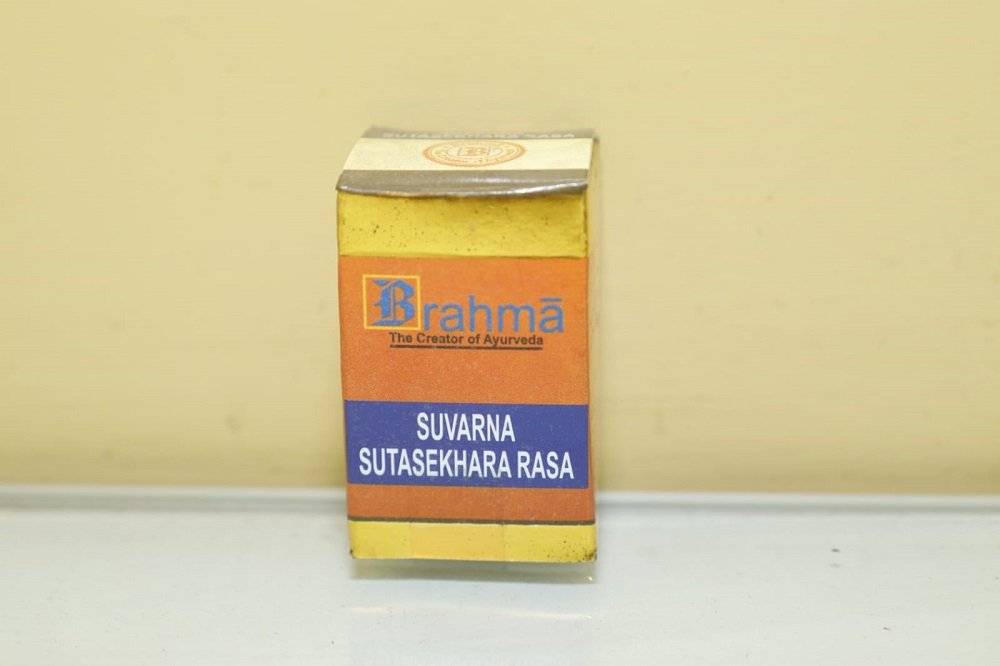 SUTASEKHARA RASA
B
Brahmā
The Creator of Ayurveda
SUVARNA
SUTASEKHARA RASA